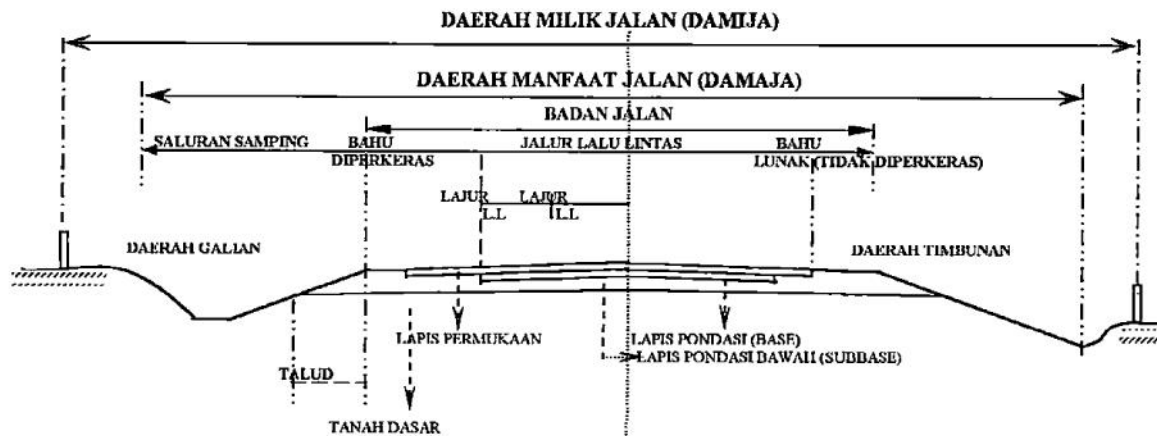 DAERAH MILIK JALAN (DAMIJA)
DAERAH MANFAAT JALAN (DAMAJA)
BADAN JALAN
SALURAN SAMPING
BAHU
DIPERKERAS
JALUR LALU LINTAS
BAHU
LUNAK (TIDAK DIPERKERAS)
LAJUR
L.L
LAJUR
L.L
DAERAH GALIAN
DAERAH TIMBUNAN
LAPIS PERMUKAAN
LAPIS PONDASI (BASE)
LAPIS PONDASI BAWAH (SUBBASE)
TALUD
TANAH DASAR